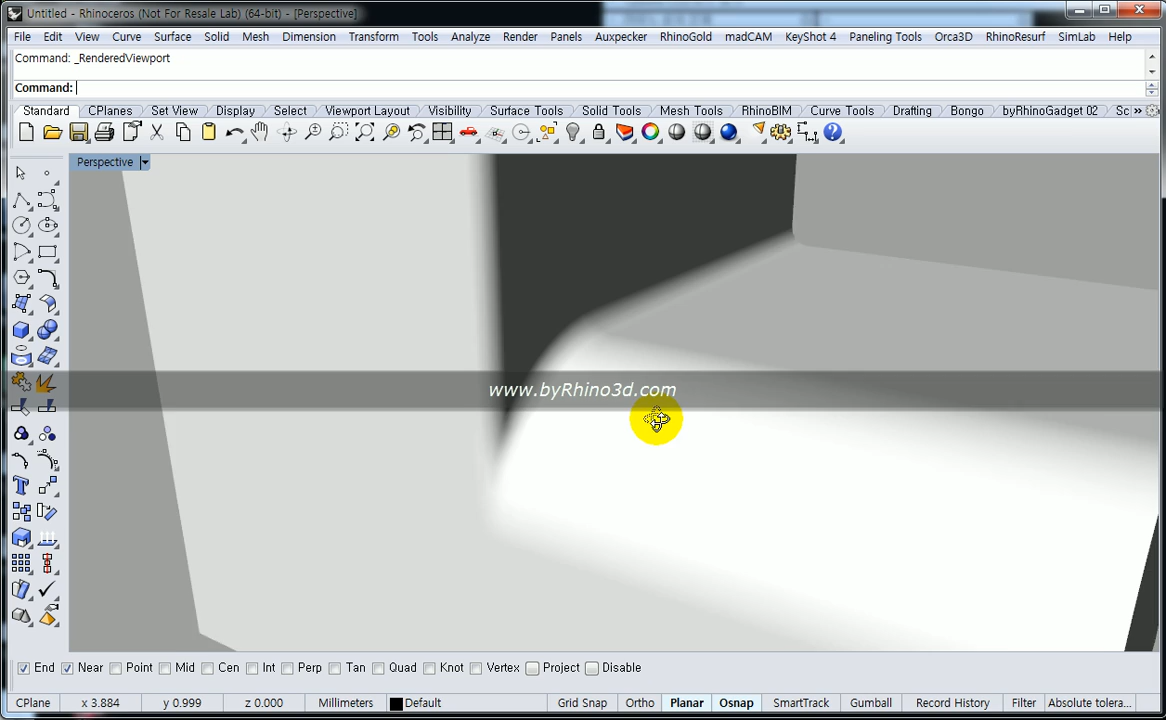 Untitled - Rhinoceros (Not For Resale Lab) (64-bit) - [Perspective]
File Edit View Curve Surface Solid Mesh Dimension Transform Tools Analyze Render Panels Auxpecker RhinoGold madCAM KeyShot 4 Paneling Tools Orca3D RhinoResurf SimLab Help
Command: _RenderedViewport
Command:
Standard CPlanes Set View Display Select Viewport Layout Visibility Surface Tools Solid Tools Mesh Tools RhinoBIM Curve Tools Drafting Bongo byRhinoGadget 02 Sc »
Perspective
www.byRhino3d.com
End Near Point Mid Cen Int Perp Tan Quad Knot Vertex Project Disable
CPlane x 3.884 y 0.999 z 0.000 Millimeters Default Grid Snap Ortho Planar Osnap SmartTrack Gumball Record History Filter Absolute tolera...